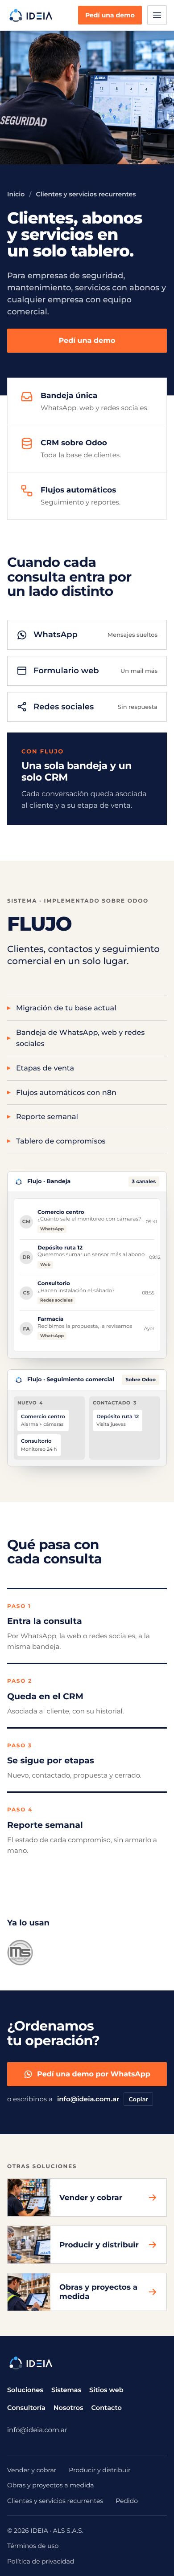 IDEIA
Pedí una demo
SECURITY
Inicio / Clientes y servicios recurrentes
Clientes, abonos
y servicios en
un solo tablero.
Para empresas de seguridad,
mantenimiento, servicios con abonos y
cualquier empresa con equipo
comercial.
Pedí una demo
Bandeja única
WhatsApp, web y redes sociales.
CRM sobre Odoo
Toda la base de clientes.
Flujos automáticos
Seguimiento y reportes.
Cuando cada
consulta entra por
un lado distinto
WhatsApp
Mensajes sueltos
Formulario web
Un mail más
Redes sociales
Sin respuesta
CON FLUJO
Una sola bandeja y un
solo CRM
Cada conversación queda asociada
al cliente y a su etapa de venta.
SISTEMA · IMPLEMENTADO SOBRE ODOO
FLUJO
Clientes, contactos y seguimiento
comercial en un solo lugar.
Migración de tu base actual
Bandeja de WhatsApp, web y redes
sociales
Etapas de venta
Flujos automáticos con n8n
Reporte semanal
Tablero de compromisos
Flujo · Bandeja
3 canales
CM
Comercio centro
¿Cuánto sale el monitoreo con cámaras?
WhatsApp
09:41
DR
Depósito ruta 12
Queremos sumar un sensor más al abono
Web
09:12
CS
Consultorio
¿Hacen instalación el sábado?
Redes sociales
08:55
FA
Farmacia
Recibimos la propuesta, la revisamos
WhatsApp
Ayer
Flujo · Seguimiento comercial
Sobre Odoo
NUEVO 4
Comercio centro
Alarma + cámaras
Consultorio
Monitoreo 24 h
CONTACTADO 3
Depósito ruta 12
Visita jueves
Qué pasa con
cada consulta
PASO 1
Entra la consulta
Por WhatsApp, la web o redes sociales, a la
misma bandeja.
PASO 2
Queda en el CRM
Asociada al cliente, con su historial.
PASO 3
Se sigue por etapas
Nuevo, contactado, propuesta y cerrado.
PASO 4
Reporte semanal
El estado de cada compromiso, sin armarlo a
mano.
Ya lo usan
MS
¿Ordenamos
tu operación?
Pedí una demo por WhatsApp
o escribinos a info@ideia.com.ar
Copiar
OTRAS SOLUCIONES
Vender y cobrar
Producir y distribuir
Obras y proyectos a
medida
IDEIA
Soluciones Sistemas Sitios web
Consultoría Nosotros Contacto
info@ideia.com.ar
Vender y cobrar Producir y distribuir
Obras y proyectos a medida
Clientes y servicios recurrentes Pedido
© 2026 IDEIA · ALS S.A.S.
Términos de uso
Política de privacidad